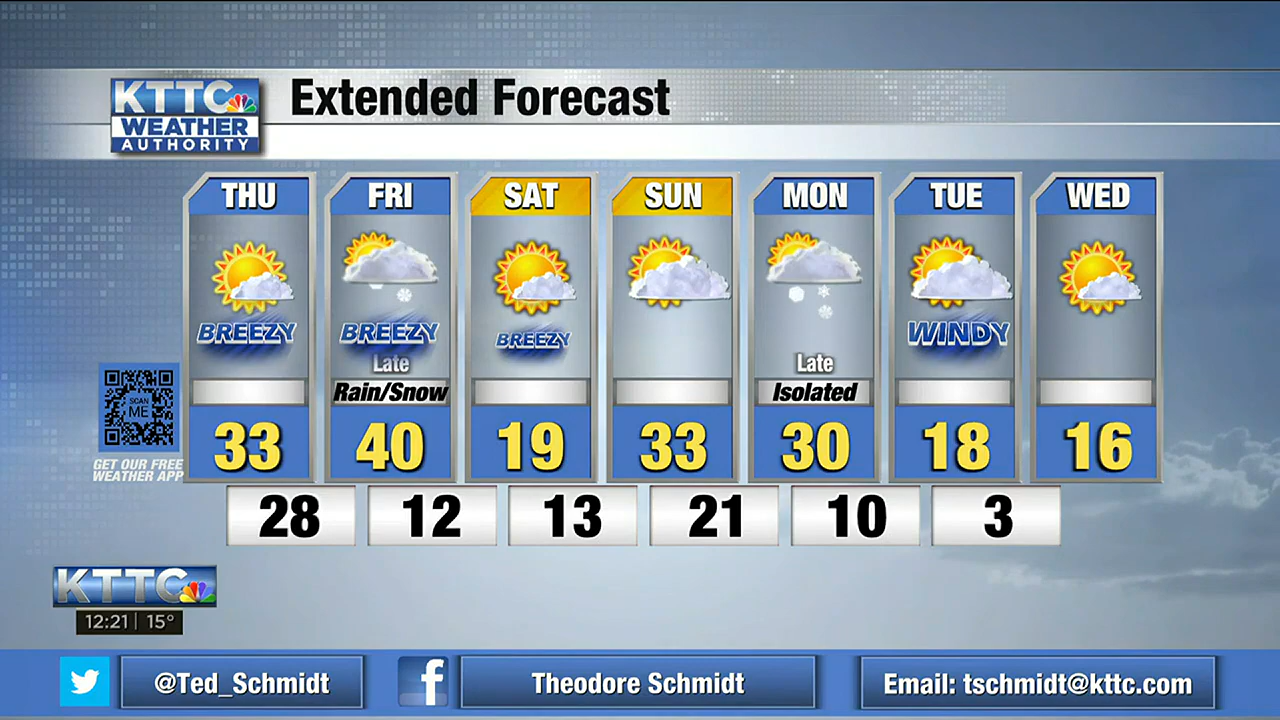 KTTC
WEATHER
AUTHORITY
Extended Forecast
THU FRI SAT SUN MON TUE WED
BREEZY BREEZY BREEZY WINDY
Late Late
Rain/Snow Isolated
SCAN
ME
33 40 19 33 30 18 16
GET OUR FREE
WEATHER APP
28 12 13 21 10 3
KTTC
12:21 15°
@Ted_Schmidt Theodore Schmidt Email: tschmidt@kttc.com